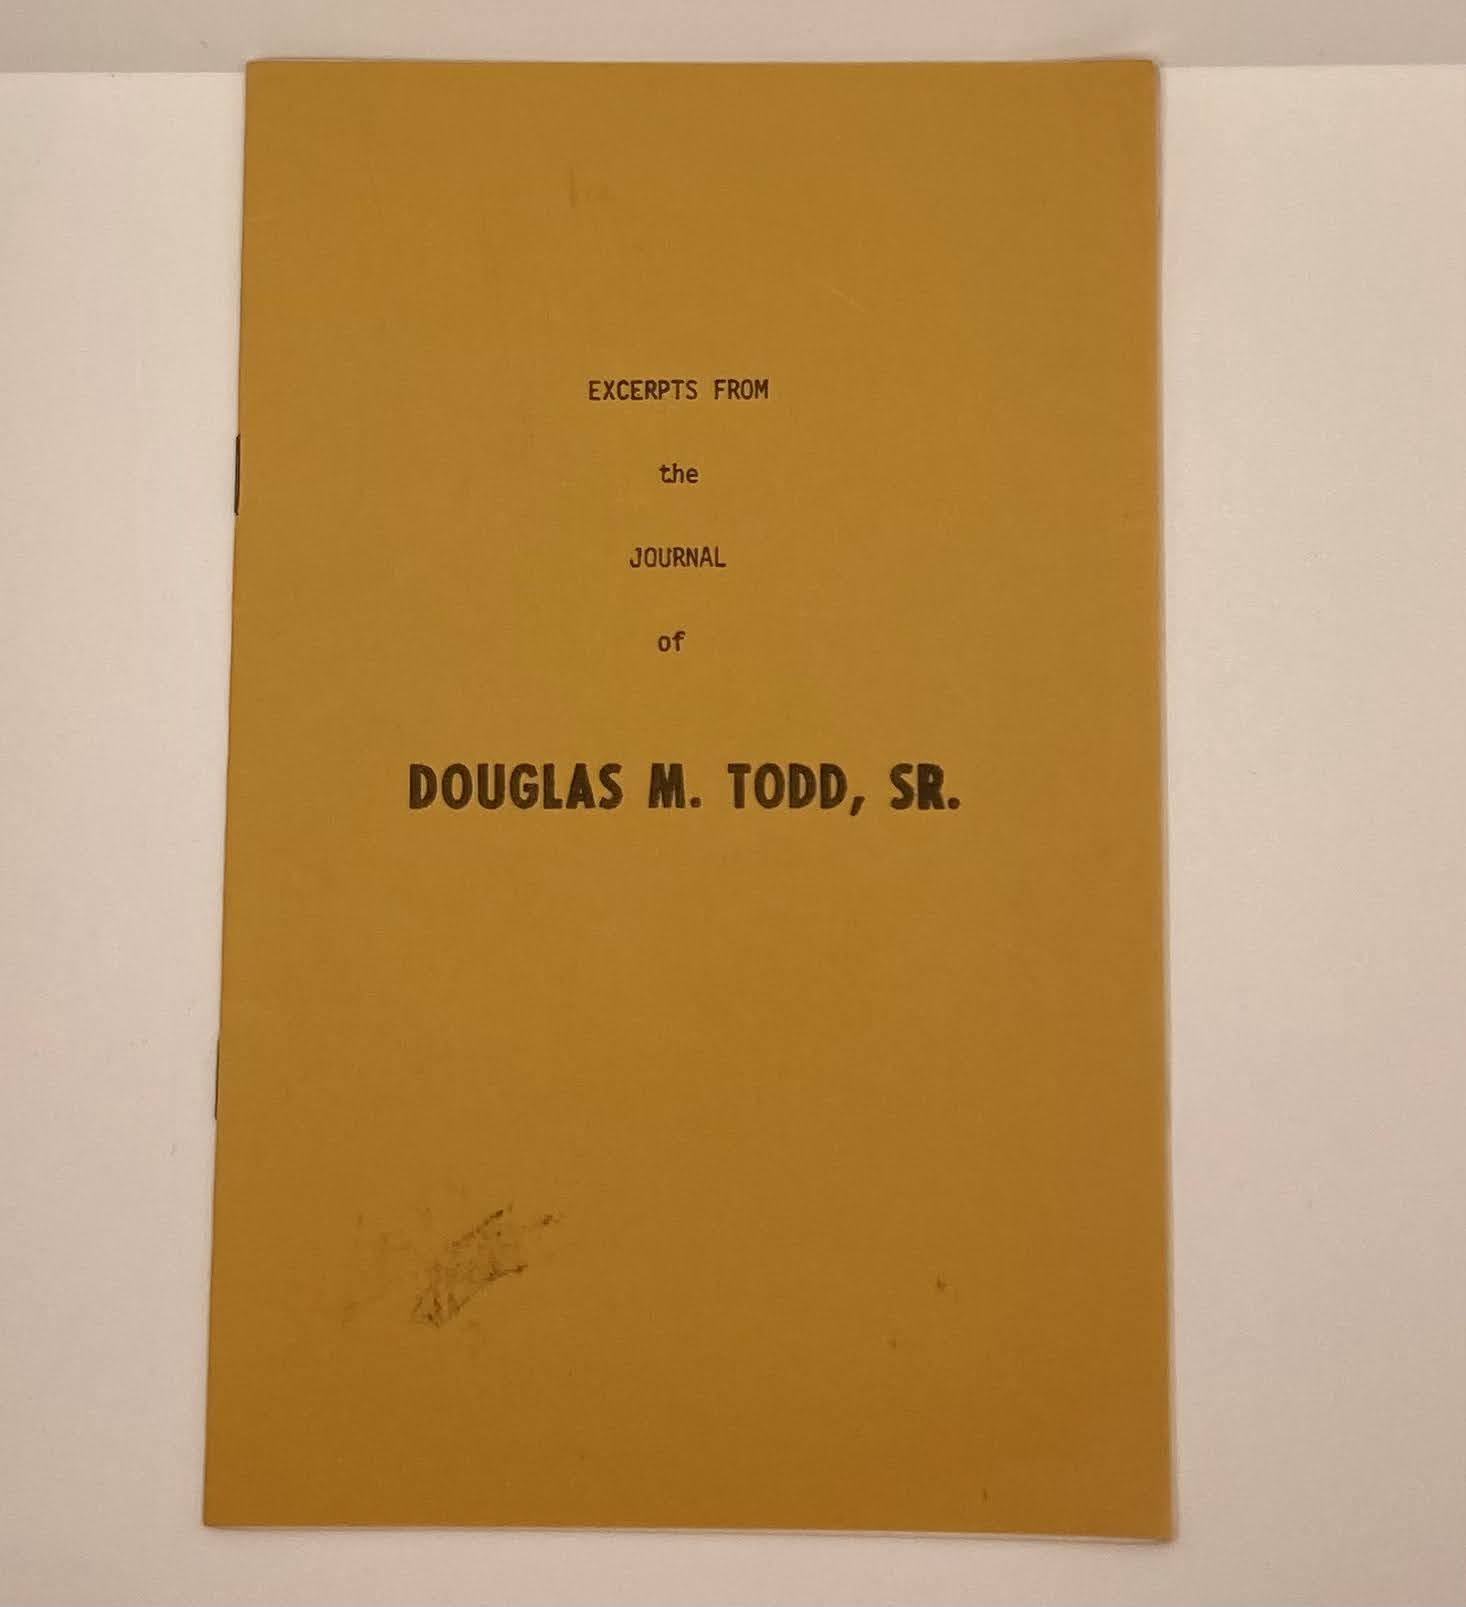 EXCERPTS FROM
the
JOURNAL
of
DOUGLAS M. TODD, SR.